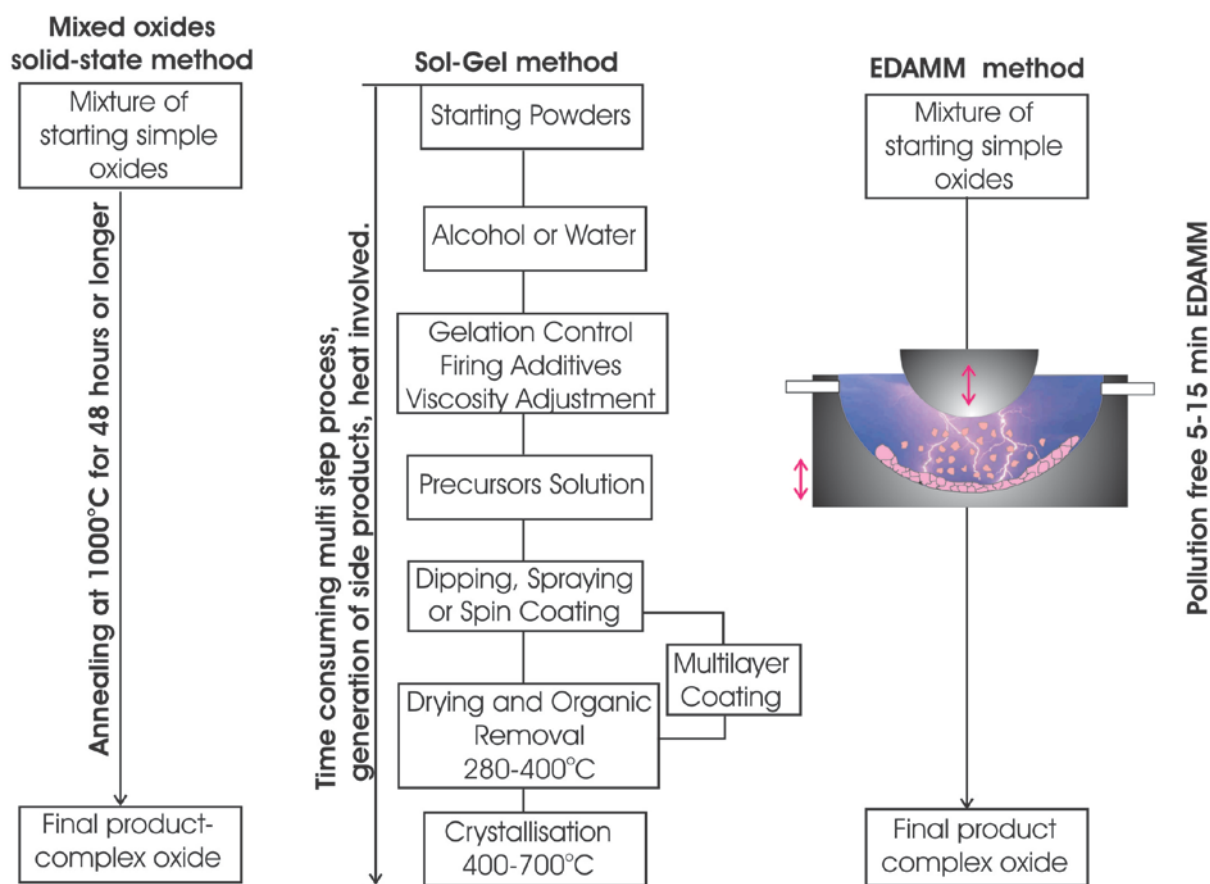 Mixed oxides
solid-state method
Mixture of
starting simple
oxides
Annealing at 1000°C for 48 hours or longer
Final product-
complex oxide
Sol-Gel method
Starting Powders
Alcohol or Water
Gelation Control
Firing Additives
Viscosity Adjustment
Precursors Solution
Dipping, Spraying
or Spin Coating
Multilayer
Coating
Drying and Organic
Removal
280-400°C
Crystallisation
400-700°C
Time consuming multi step process,
generation of side products, heat involved.
EDAMM method
Mixture of
starting simple
oxides
Final product
complex oxide
Pollution free 5-15 min EDAMM